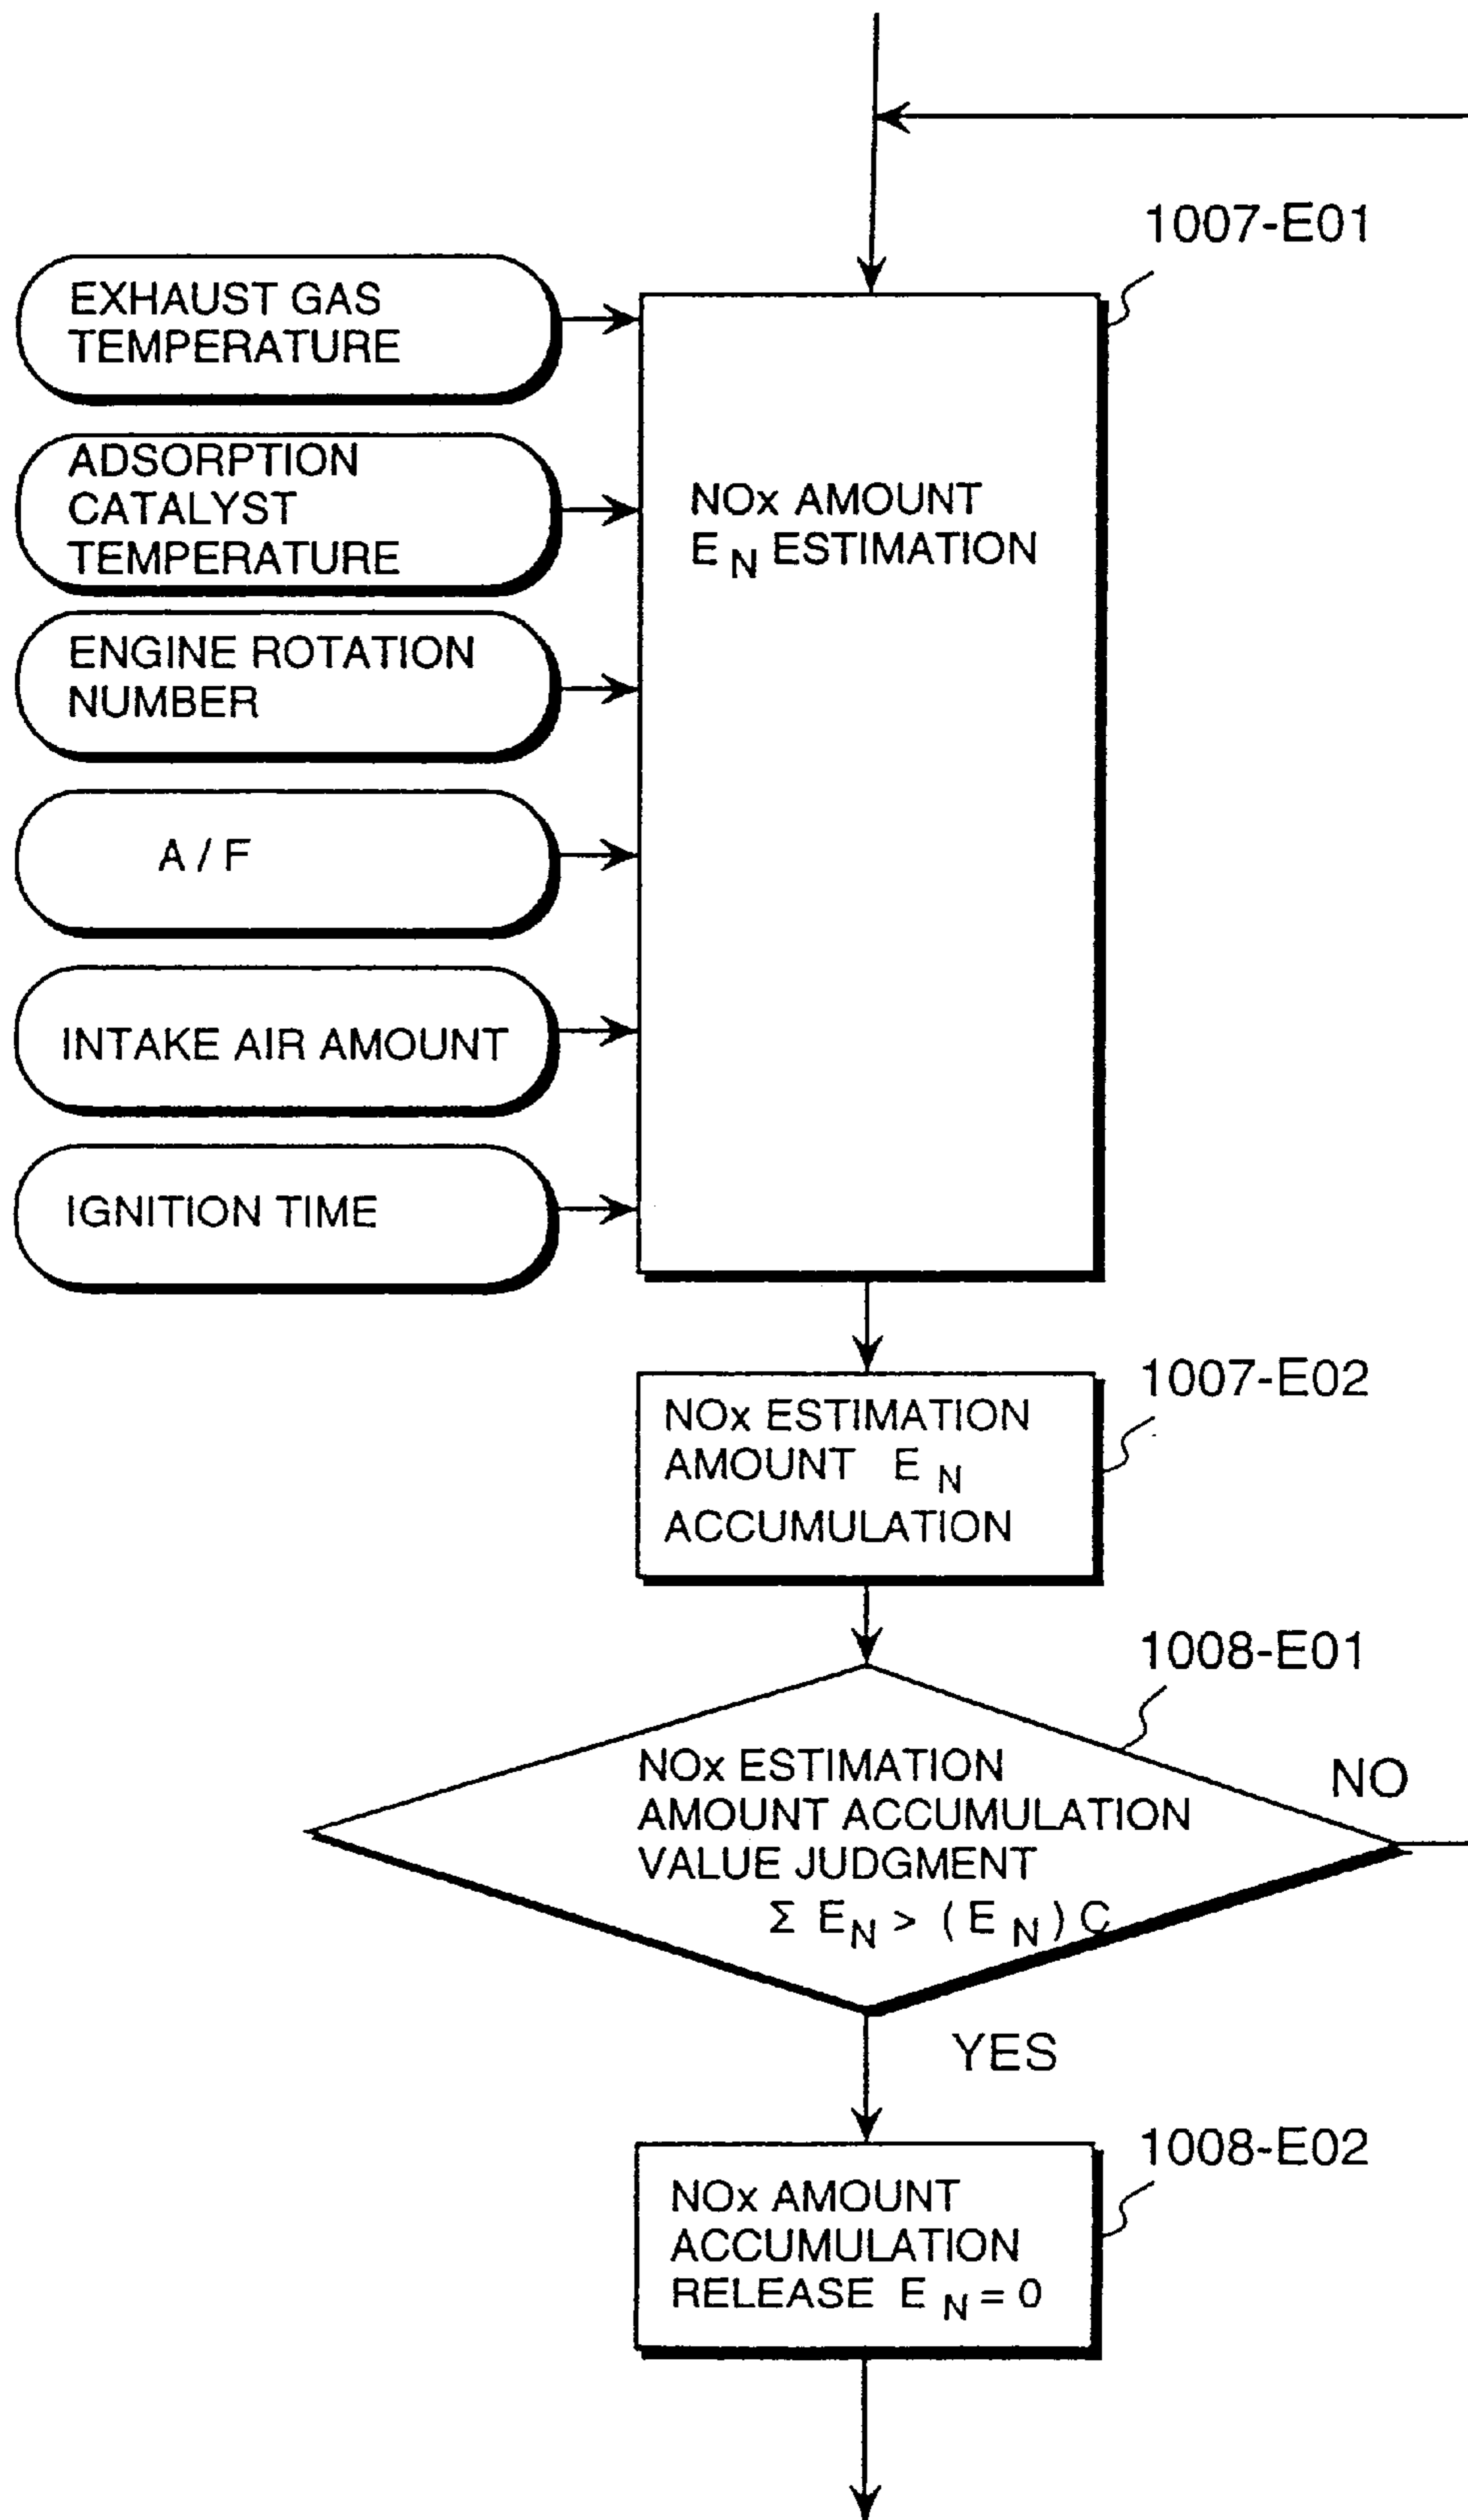 1007-E01
EXHAUST GAS
TEMPERATURE
ADSORPTION
CATALYST
TEMPERATURE
ENGINE ROTATION
NUMBER
A / F
INTAKE AIR AMOUNT
IGNITION TIME
NOx AMOUNT
E N ESTIMATION
1007-E02
NOx ESTIMATION
AMOUNT E N
ACCUMULATION
1008-E01
NOx ESTIMATION
AMOUNT ACCUMULATION
VALUE JUDGMENT
Σ E N > ( E N ) C
NO
YES
1008-E02
NOx AMOUNT
ACCUMULATION
RELEASE E N = 0